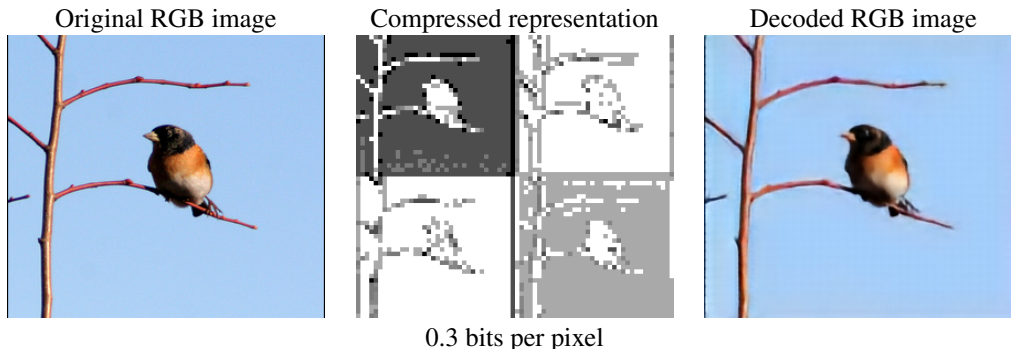 Original RGB image
Compressed representation
Decoded RGB image
0.3 bits per pixel